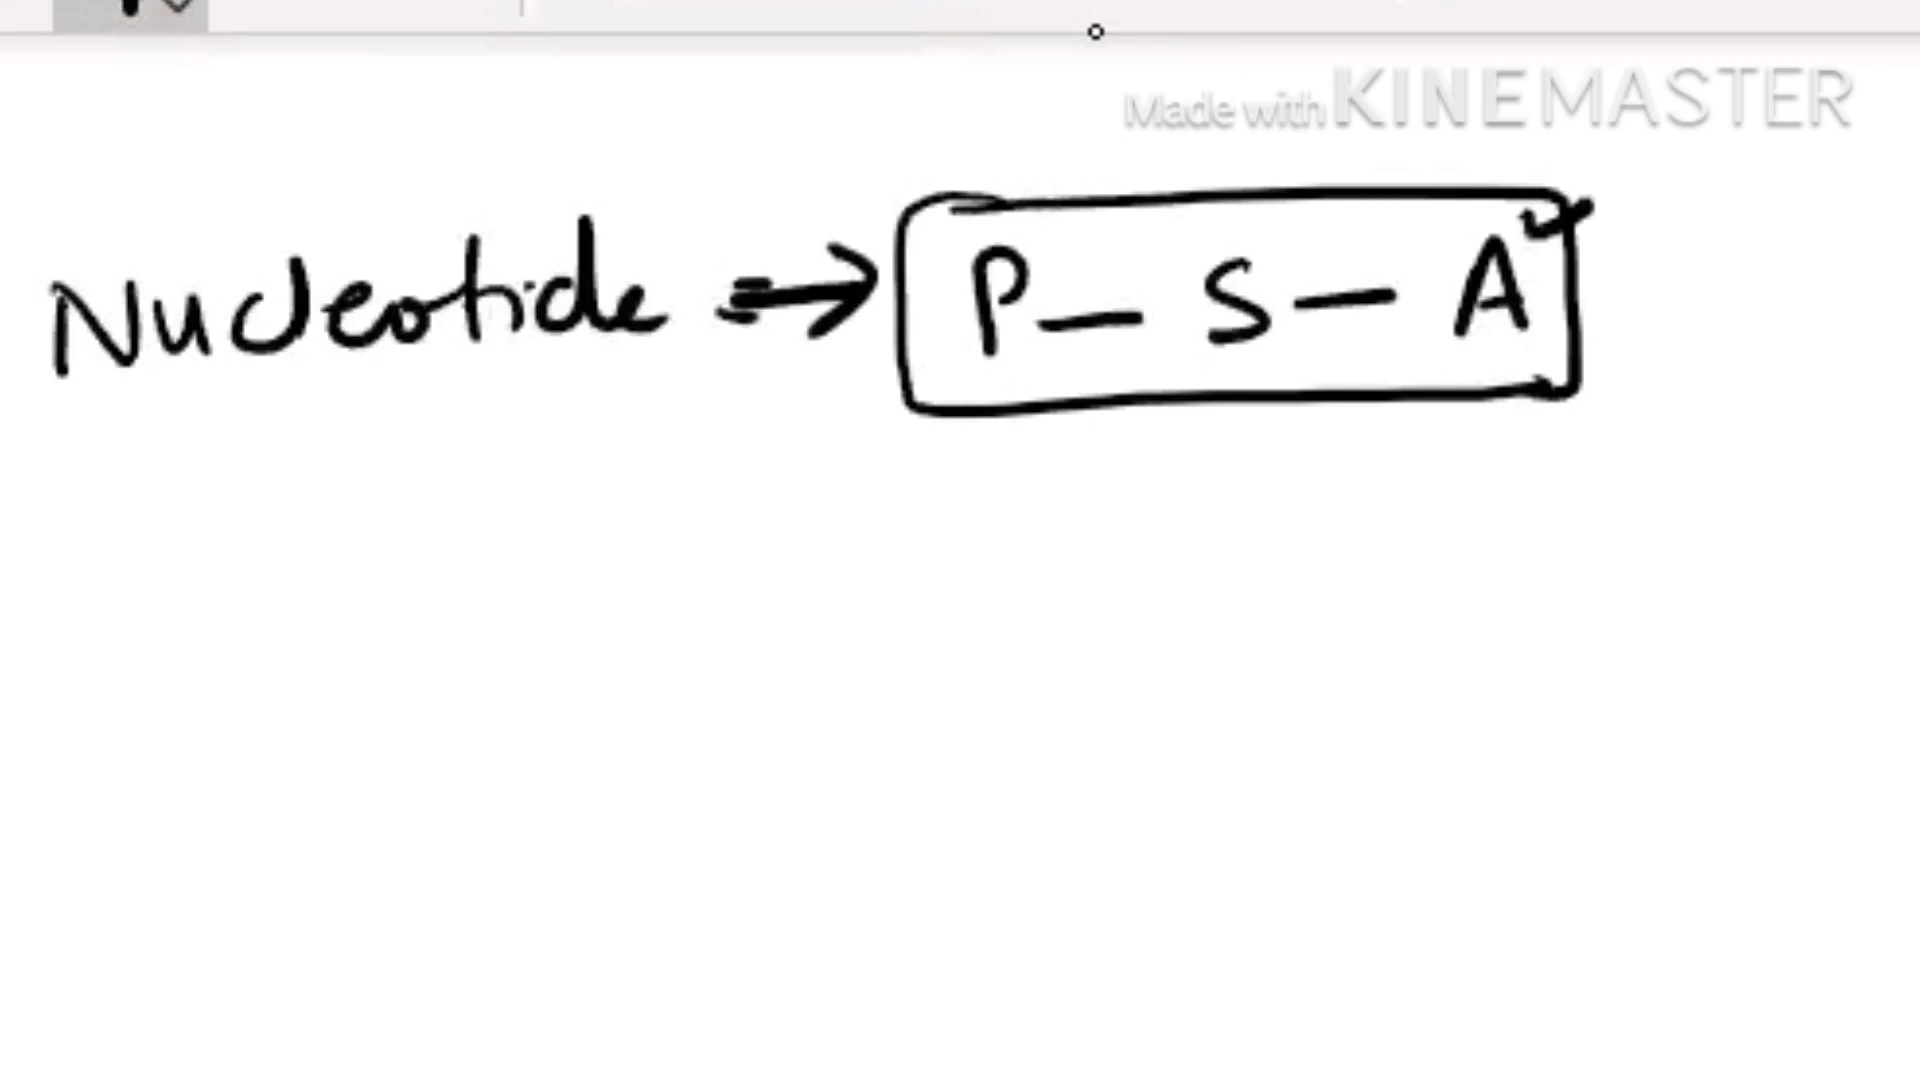 Made with KINEMASTER
Nucleotide ⇒ P – S – A